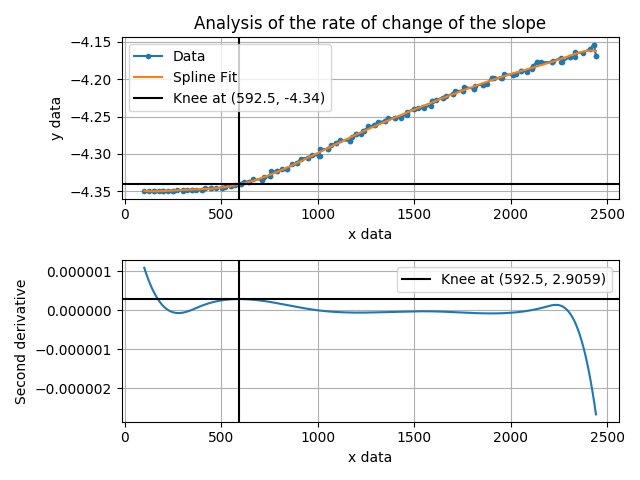 Analysis of the rate of change of the slope
−4.15
−4.20
−4.25
−4.30
−4.35
y data
Data
Spline Fit
Knee at (592.5, -4.34)
0
500
1000
1500
2000
2500
x data
0.000001
0.000000
−0.000001
−0.000002
Second derivative
Knee at (592.5, 2.9059)
0
500
1000
1500
2000
2500
x data